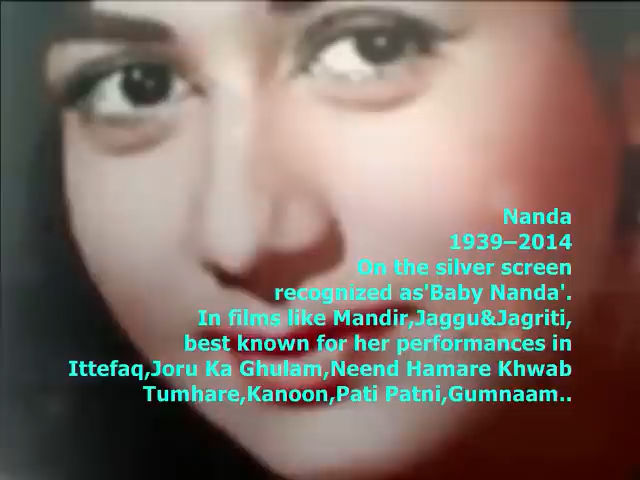 Nanda
1939–2014
On the silver screen
recognized as'Baby Nanda'.
In films like Mandir,Jaggu&Jagriti,
best known for her performances in
Ittefaq,Joru Ka Ghulam,Neend Hamare Khwab
Tumhare,Kanoon,Pati Patni,Gumnaam..